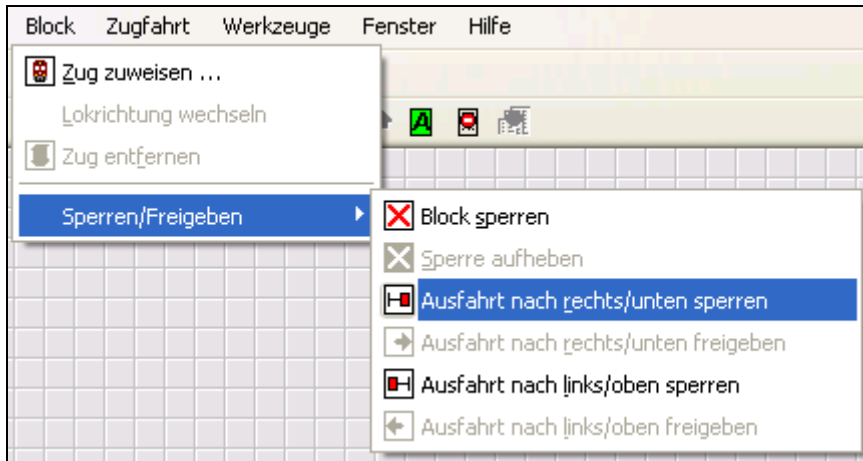 Block Zugfahrt Werkzeuge Fenster Hilfe
Zug zuweisen ...
Lokrichtung wechseln
A
Zug entfernen
Sperren/Freigeben
Block sperren
Sperre aufheben
Ausfahrt nach rechts/unten sperren
Ausfahrt nach rechts/unten freigeben
Ausfahrt nach links/oben sperren
Ausfahrt nach links/oben freigeben